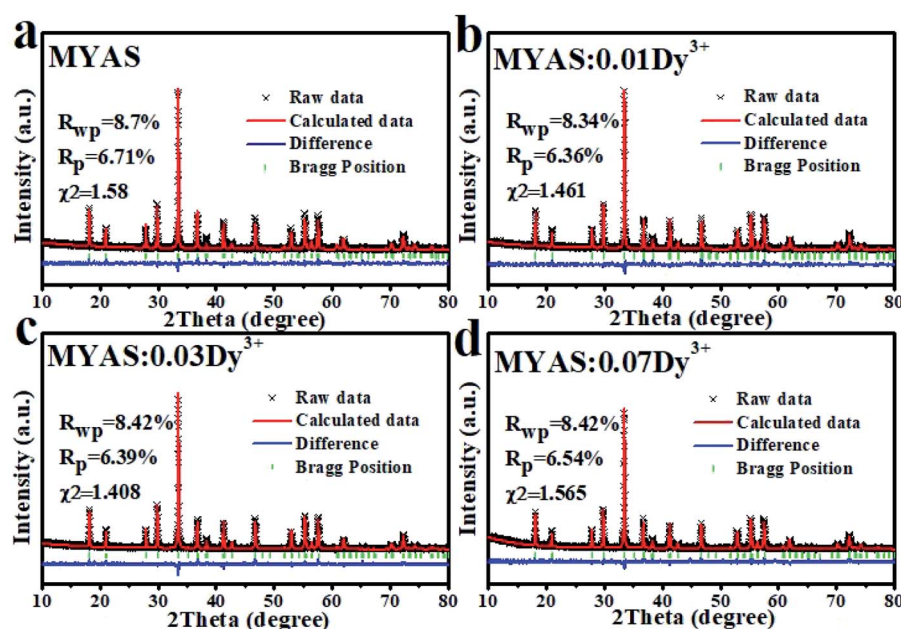 a
MYAS
Raw data
Calculated data
Difference
Bragg Position
Rwp=8.7%
Rp=6.71%
χ2=1.58
Intensity (a.u.)
10 20 30 40 50 60 70 80
2Theta (degree)
b
MYAS:0.01Dy³⁺
Raw data
Calculated data
Difference
Bragg Position
Rwp=8.34%
Rp=6.36%
χ2=1.461
Intensity (a.u.)
10 20 30 40 50 60 70 80
2Theta (degree)
c
MYAS:0.03Dy³⁺
Raw data
Calculated data
Difference
Bragg Position
Rwp=8.42%
Rp=6.39%
χ2=1.408
Intensity (a.u.)
10 20 30 40 50 60 70 80
2Theta (degree)
d
MYAS:0.07Dy³⁺
Raw data
Calculated data
Difference
Bragg Position
Rwp=8.42%
Rp=6.54%
χ2=1.565
Intensity (a.u.)
10 20 30 40 50 60 70 80
2Theta (degree)